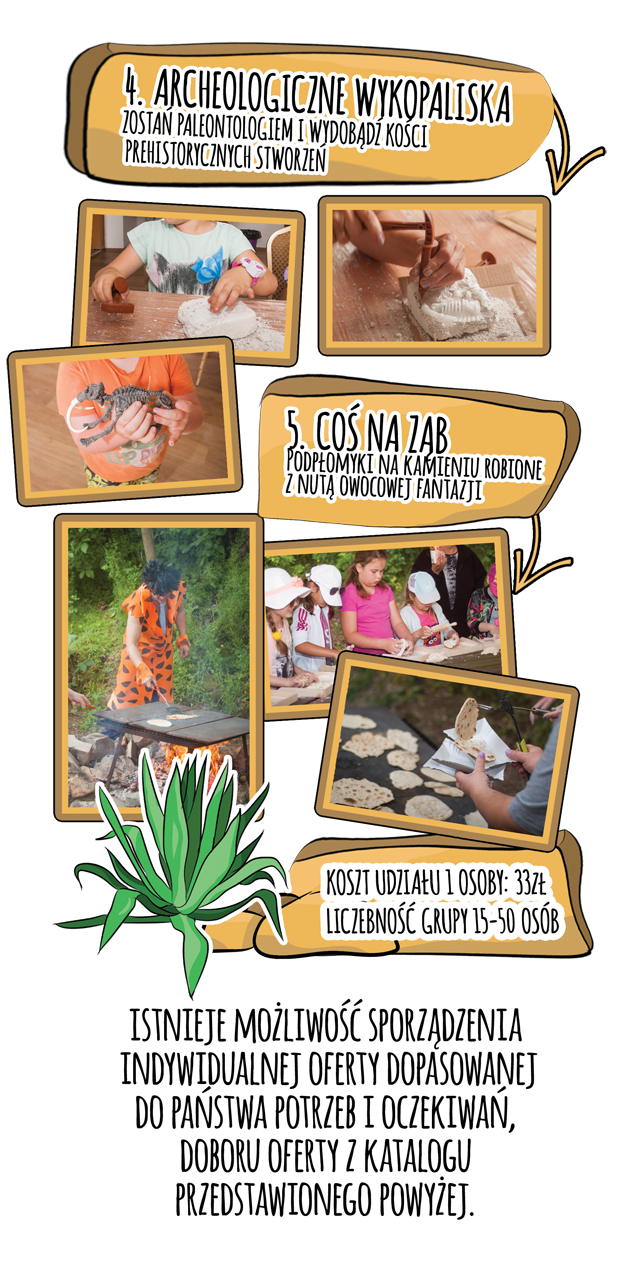 4. ARCHEOLOGICZNE WYKOPALISKA
ZOSTAŃ PALEONTOLOGIEM I WYDOBĄDŹ KOŚCI
PREHISTORYCZNYCH STWORZEŃ
5. COŚ NA ZĄB
PODPŁOMYKI NA KAMIENIU ROBIONE
Z NUTĄ OWOCOWEJ FANTAZJI
KOSZT UDZIAŁU 1 OSOBY: 33ZŁ
LICZEBNOŚĆ GRUPY 15-50 OSÓB
ISTNIEJE MOŻLIWOŚĆ SPORZĄDZENIA
INDYWIDUALNEJ OFERTY DOPASOWANEJ
DO PAŃSTWA POTRZEB I OCZEKIWAŃ,
DOBORU OFERTY Z KATALOGU
PRZEDSTAWIONEGO POWYŻEJ.